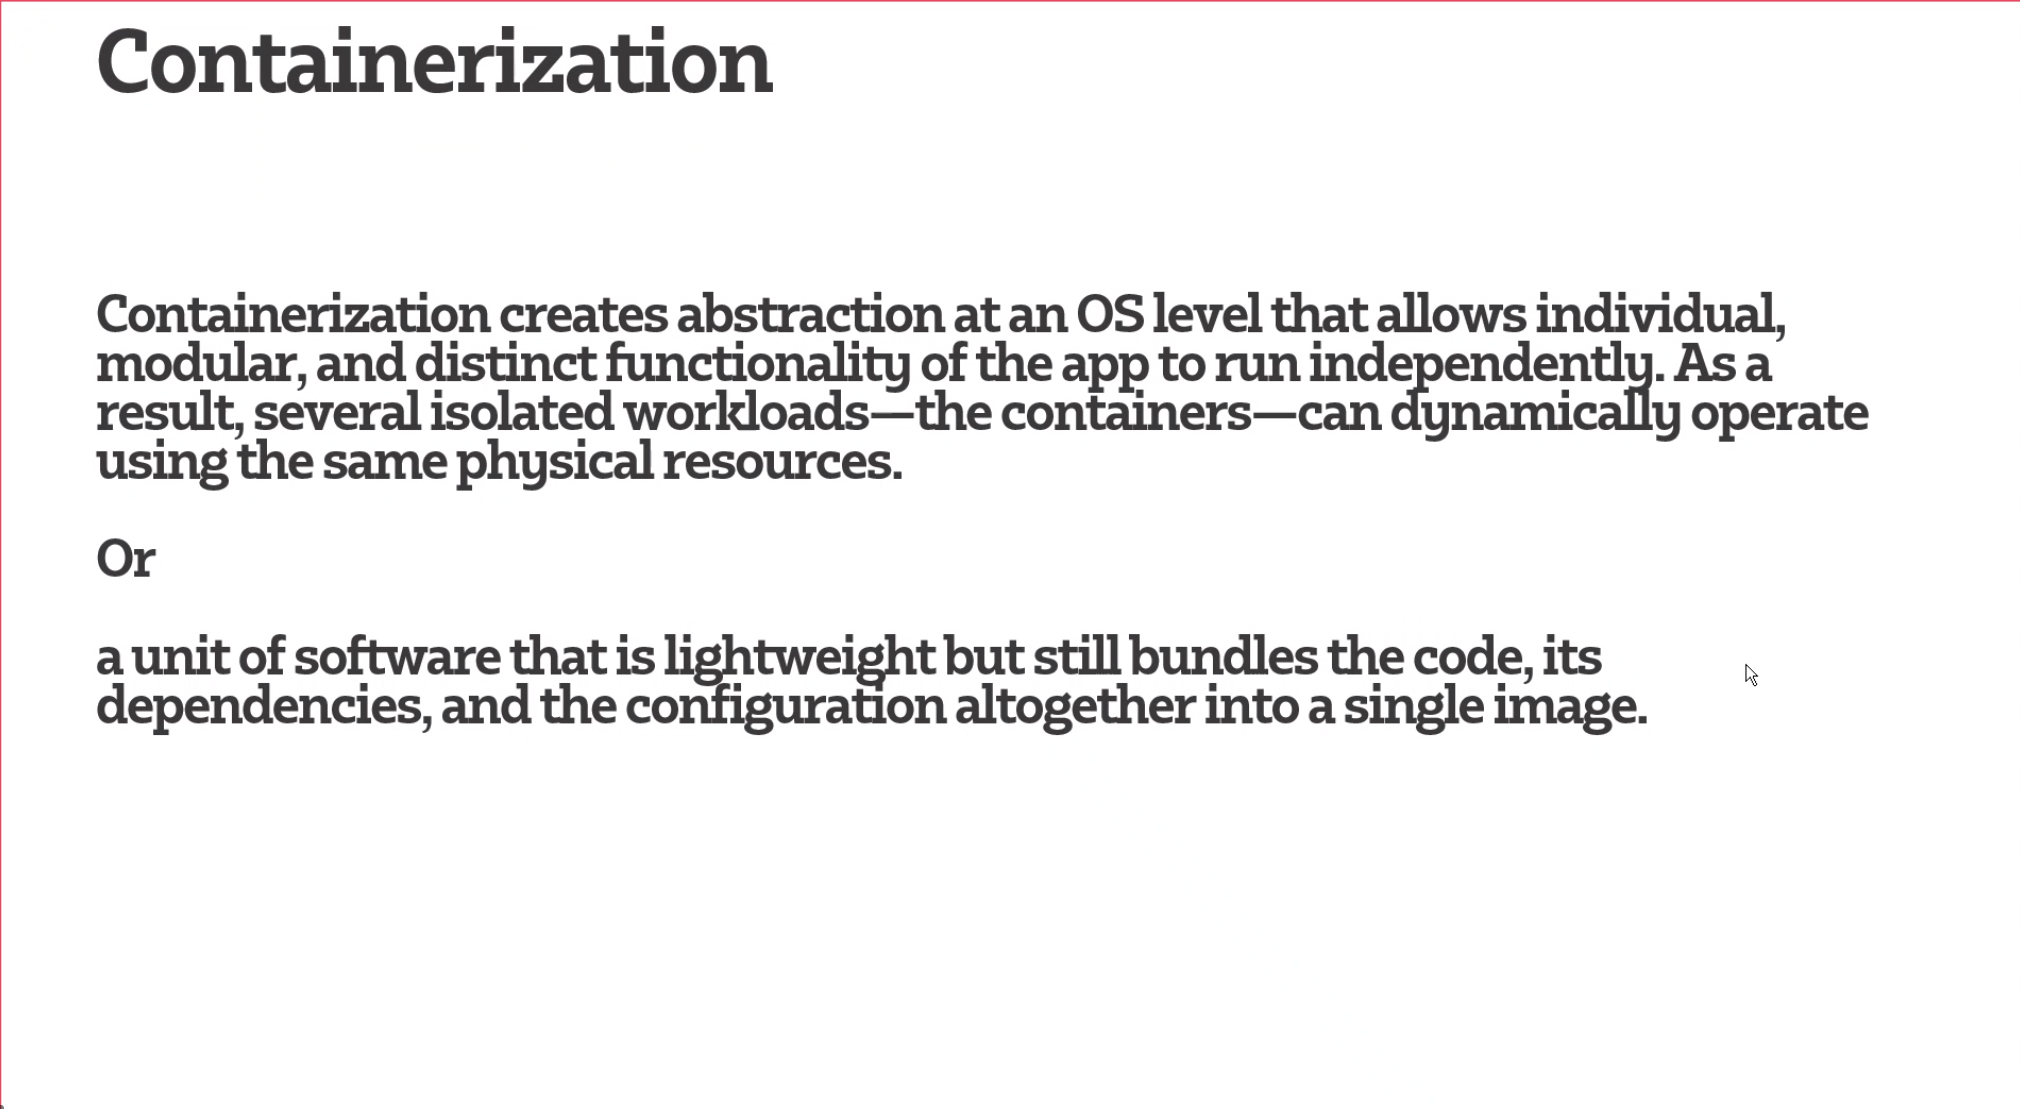 Containerization
Containerization creates abstraction at an OS level that allows individual,
modular, and distinct functionality of the app to run independently. As a
result, several isolated workloads—the containers—can dynamically operate
using the same physical resources.
Or
a unit of software that is lightweight but still bundles the code, its
dependencies, and the configuration altogether into a single image.